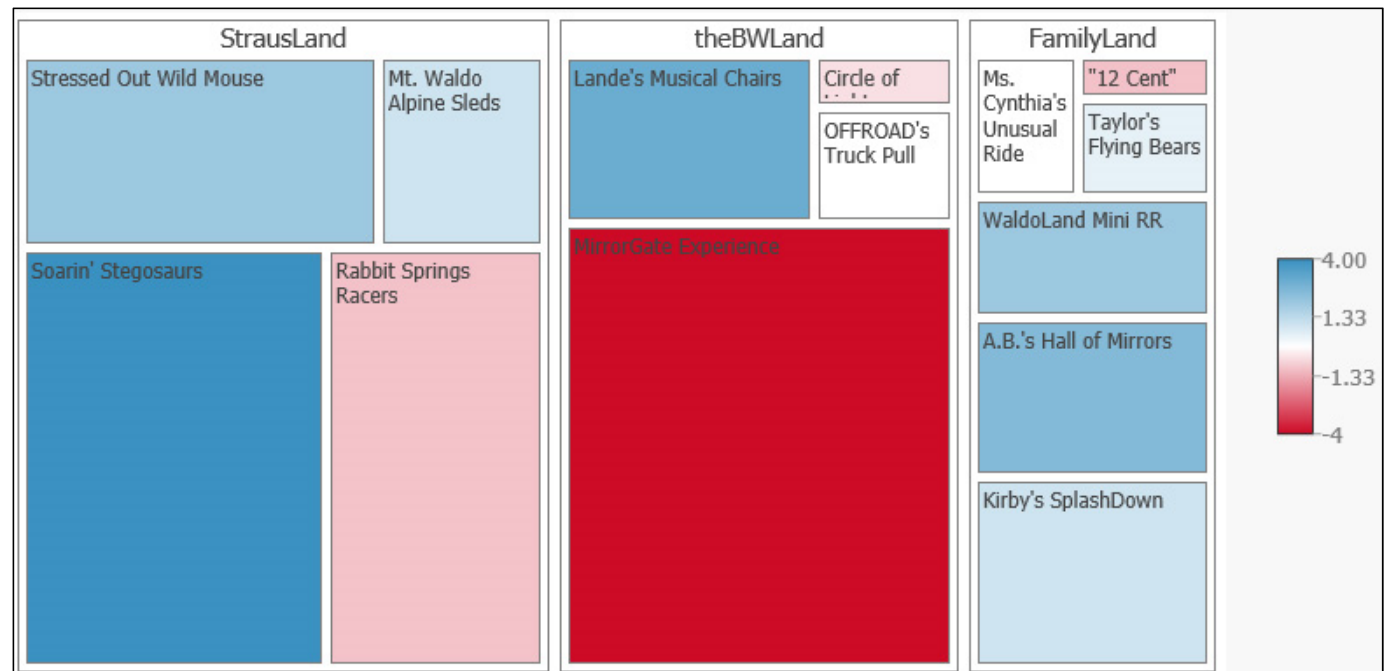 StrausLand
Stressed Out Wild Mouse
Mt. Waldo
Alpine Sleds
Soarin' Stegosaurs
Rabbit Springs
Racers
theBWLand
Lande's Musical Chairs
Circle of
OFFROAD's
Truck Pull
MirrorGate Experience
FamilyLand
Ms.
Cynthia's
Unusual
Ride
"12 Cent"
Taylor's
Flying Bears
WaldoLand Mini RR
A.B.'s Hall of Mirrors
Kirby's SplashDown
4.00
1.33
-1.33
-4